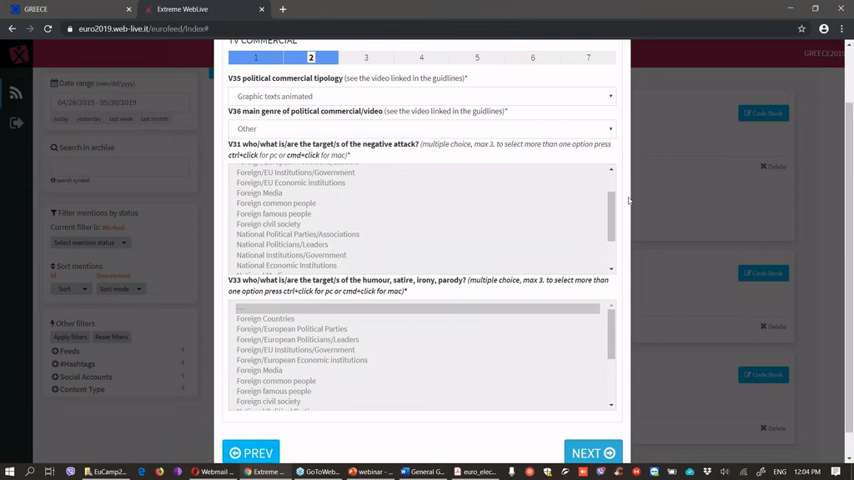 GREECE
Extreme WebLive
euro2019.web-live.it/eurofeed/Index#
GREECE2019
TV COMMERCIAL
1 2 3 4 5 6 7
Date range (mm/dd/yyyy)
04/28/2019 - 05/30/2019
today yesterday last week last month
Search in archive
search symbol
Filter mentions by status
Current filter is: Worked
Select mention status
Sort mentions
Id Descendant
Sort Sort mode
Other filters
Apply filters Reset filters
Feeds
#Hashtags
Social Accounts
Content Type
V35 political commercial tipology (see the video linked in the guidlines)*
Graphic texts animated
V36 main genre of political commercial/video (see the video linked in the guidlines)*
Other
V31 who/what is/are the target/s of the negative attack? (multiple choice, max 3. to select more than one option press
ctrl+click for pc or cmd+click for mac)*
Foreign/EU Institutions/Government
Foreign/EU Economic institutions
Foreign Media
Foreign common people
Foreign famous people
Foreign civil society
National Political Parties/Associations
National Politicians/Leaders
National Institutions/Government
National Economic Institutions
V33 who/what is/are the target/s of the humour, satire, irony, parody? (multiple choice, max 3. to select more than
one option press ctrl+click for pc or cmd+click for mac)*
---
Foreign Countries
Foreign/European Political Parties
Foreign/European Politicians/Leaders
Foreign/EU Institutions/Government
Foreign/European Economic institutions
Foreign Media
Foreign common people
Foreign famous people
Foreign civil society
PREV
NEXT
Code Book
Delete
Code Book
Delete
Code Book
Delete
EuCamp2...
Webmail ...
Extreme ...
GoToWeb...
webinar - ...
General G...
euro_elec...
ENG
12:04 PM